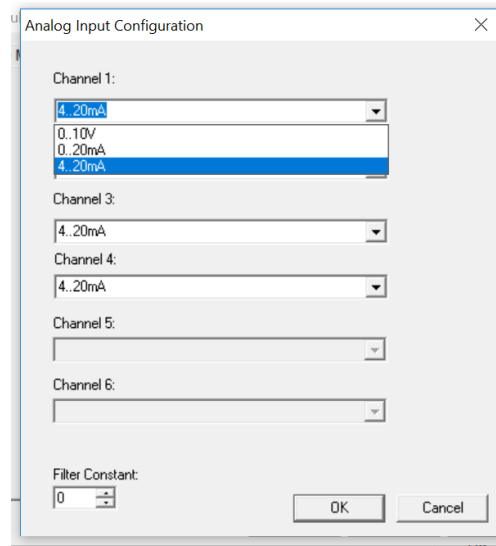 Analog Input Configuration
Channel 1:
4..20mA
0..10V
0..20mA
4..20mA
Channel 3:
4..20mA
Channel 4:
4..20mA
Channel 5:
Channel 6:
Filter Constant:
0
OK Cancel